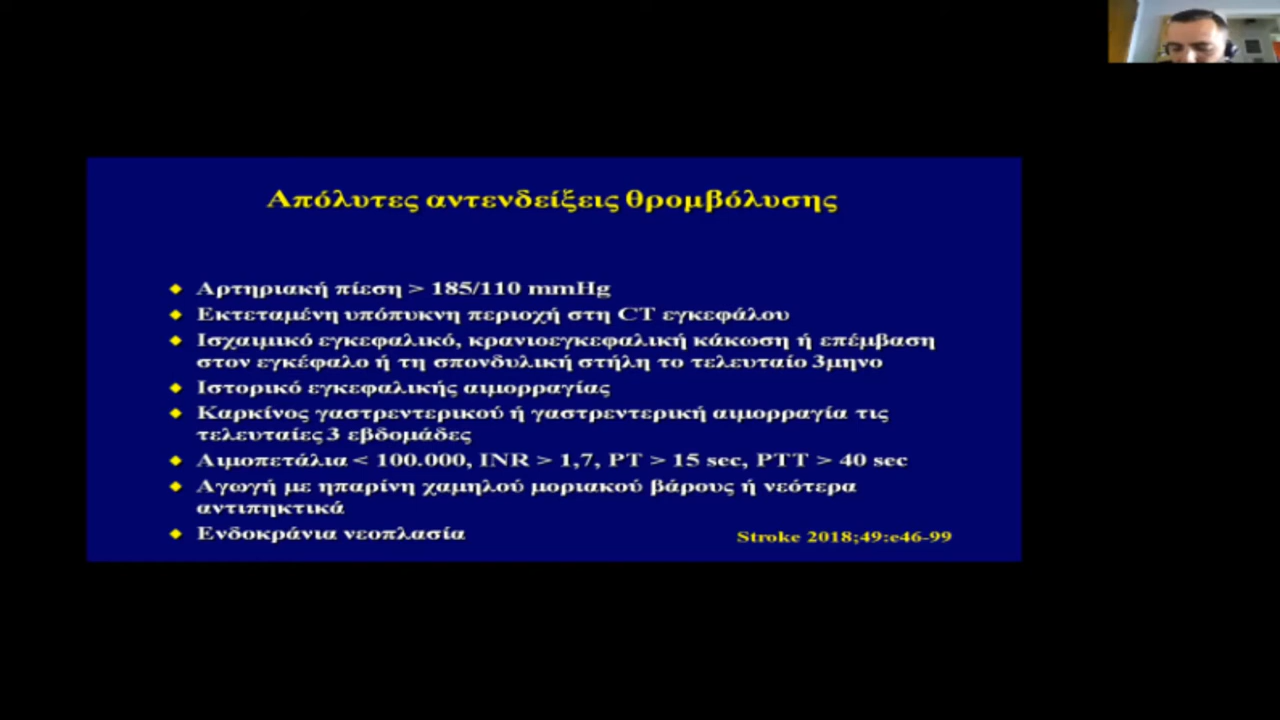 Απόλυτες αντενδείξεις θρομβόλυσης
Αρτηριακή πίεση > 185/110 mmHg
Εκτεταμένη υπόπυκνη περιοχή στη CT εγκεφάλου
Ισχαιμικό εγκεφαλικό, κρανιοεγκεφαλική κάκωση ή επέμβαση
στον εγκέφαλο ή τη σπονδυλική στήλη το τελευταίο 3μηνο
Ιστορικό εγκεφαλικής αιμορραγίας
Καρκίνος γαστρεντερικού ή γαστρεντερική αιμορραγία τις
τελευταίες 3 εβδομάδες
Αιμοπετάλια < 100.000, INR > 1,7, PT > 15 sec, PTT > 40 sec
Αγωγή με ηπαρίνη χαμηλού μοριακού βάρους ή νεότερα
αντιπηκτικά
Ενδοκράνια νεοπλασία
Stroke 2018;49:e46-99